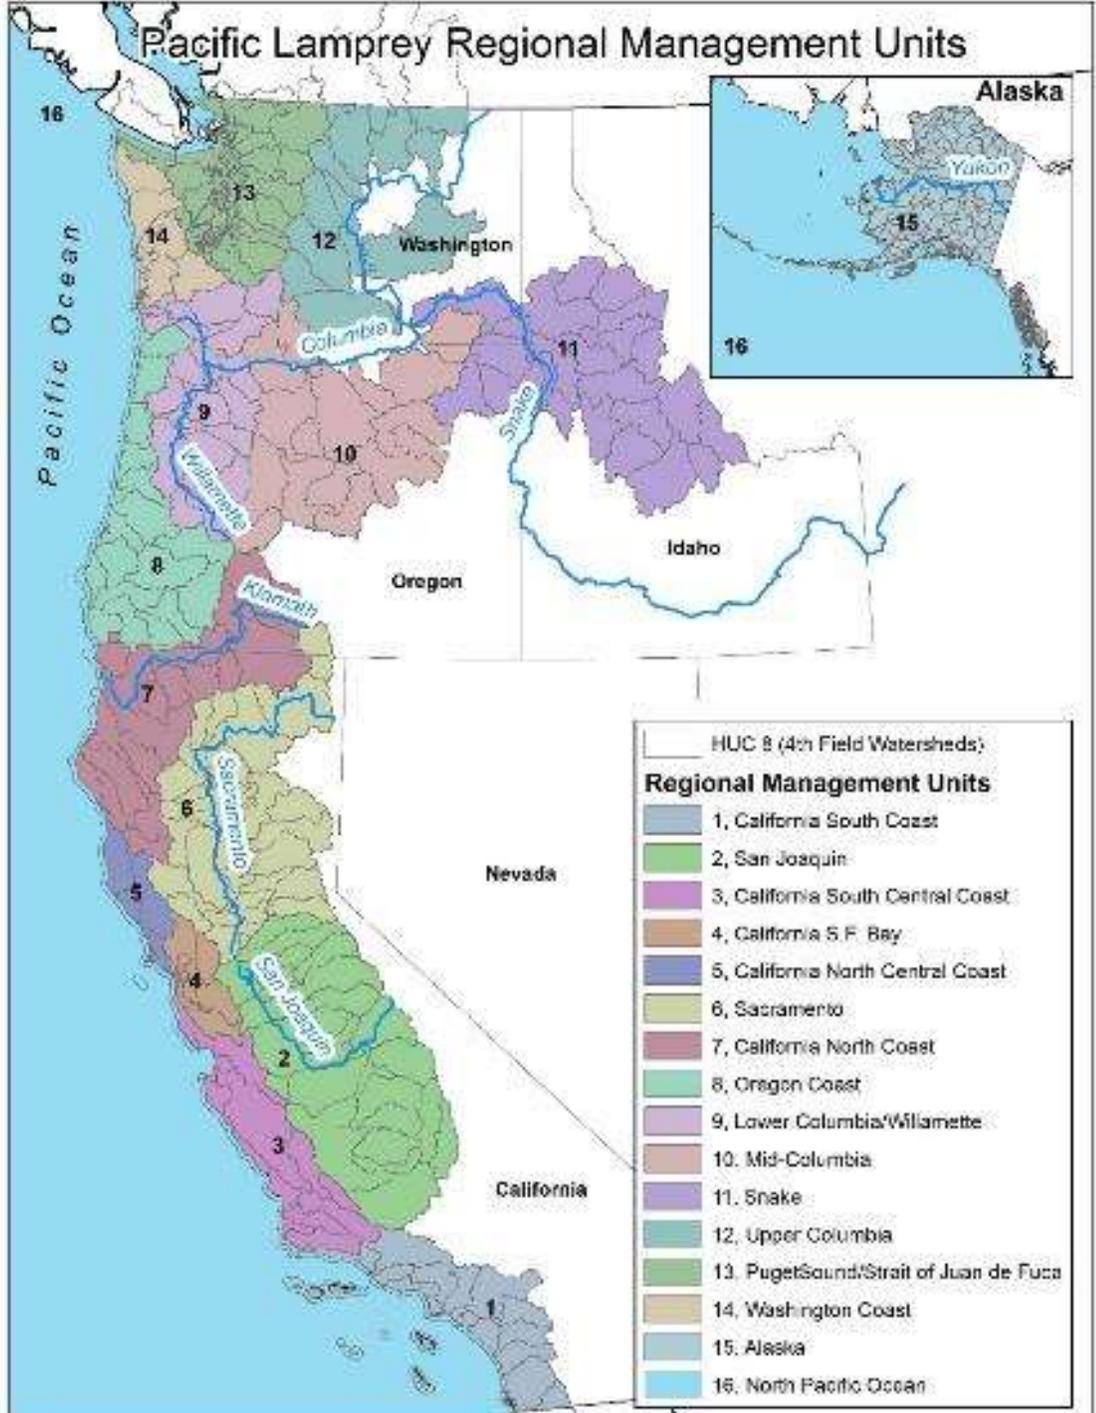 Pacific Lamprey Regional Management Units
Alaska
16
Yukon
13
15
14
12
Washington
Pacific Ocean
Columbia
11
16
9
Snake
10
Willamette
8
Idaho
Oregon
Klamath
7
HUC 8 (4th Field Watersheds)
Regional Management Units
6
Sacramento
1, California South Coast
2, San Joaquin
Nevada
5
3, California South Central Coast
4, California S.F. Bay
4
San Joaquin
5, California North Central Coast
6, Sacramento
2
7, California North Coast
8, Oregon Coast
3
9, Lower Columbia/Willamette
10. Mid-Columbia
California
11. Snake
12, Upper Columbia
13. PugetSound/Strait of Juan de Fuca
1
14. Washington Coast
15. Alaska
16. North Pacific Ocean